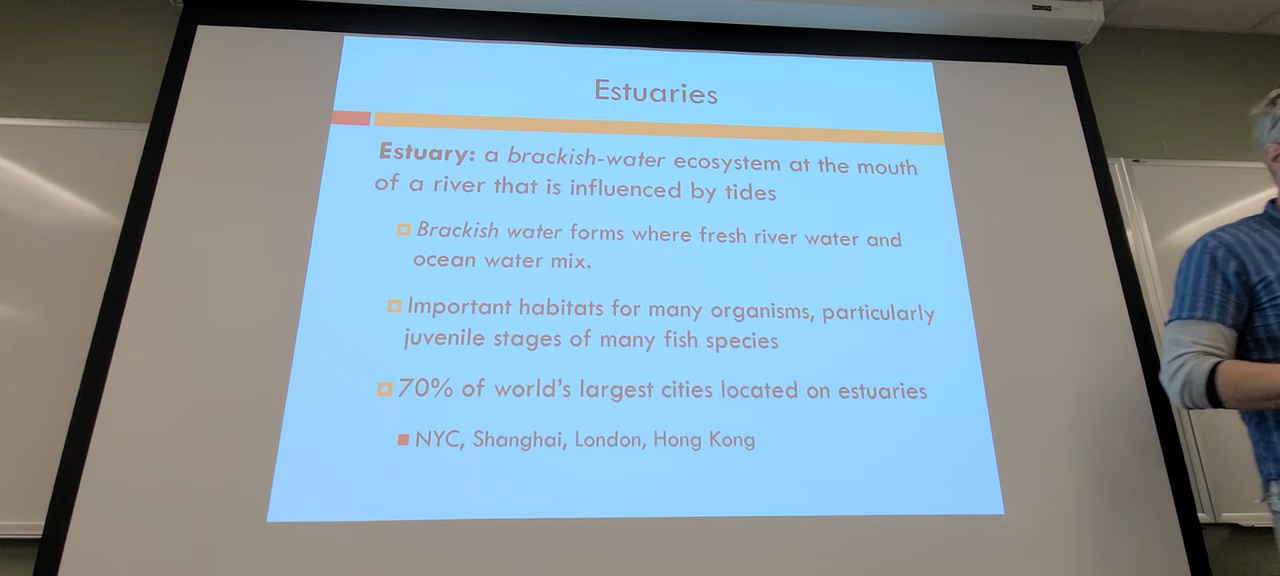 Estuaries
Estuary: a brackish-water ecosystem at the mouth
of a river that is influenced by tides
Brackish water forms where fresh river water and
ocean water mix.
Important habitats for many organisms, particularly
juvenile stages of many fish species
70% of world's largest cities located on estuaries
NYC, Shanghai, London, Hong Kong